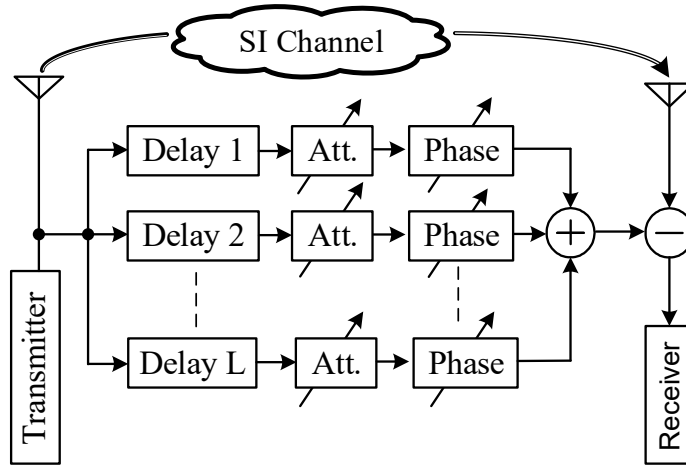 SI Channel
Delay 1
Att.
Phase
Delay 2
Att.
Phase
+
−
Delay L
Att.
Phase
Transmitter
Receiver